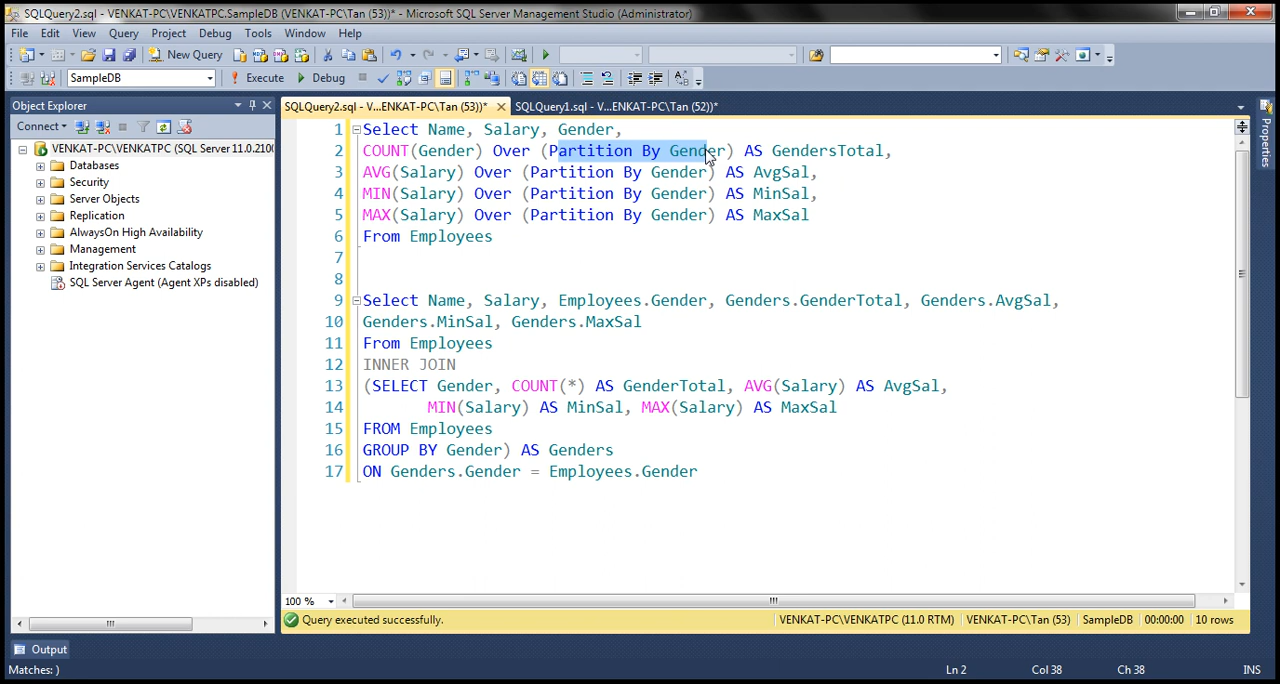 SQLQuery2.sql - VENKAT-PC\VENKATPC.SampleDB (VENKAT-PC\Tan (53))* - Microsoft SQL Server Management Studio (Administrator)
File Edit View Query Project Debug Tools Window Help
New Query
SampleDB Execute Debug
Object Explorer
SQLQuery2.sql - V...ENKAT-PC\Tan (53))* SQLQuery1.sql - V...ENKAT-PC\Tan (52))*
Connect
VENKAT-PC\VENKATPC (SQL Server 11.0.2100
Databases
Security
Server Objects
Replication
AlwaysOn High Availability
Management
Integration Services Catalogs
SQL Server Agent (Agent XPs disabled)
1 Select Name, Salary, Gender,
2 COUNT(Gender) Over (Partition By Gender) AS GendersTotal,
3 AVG(Salary) Over (Partition By Gender) AS AvgSal,
4 MIN(Salary) Over (Partition By Gender) AS MinSal,
5 MAX(Salary) Over (Partition By Gender) AS MaxSal
6 From Employees
7
8
9 Select Name, Salary, Employees.Gender, Genders.GenderTotal, Genders.AvgSal,
10 Genders.MinSal, Genders.MaxSal
11 From Employees
12 INNER JOIN
13 (SELECT Gender, COUNT(*) AS GenderTotal, AVG(Salary) AS AvgSal,
14 MIN(Salary) AS MinSal, MAX(Salary) AS MaxSal
15 FROM Employees
16 GROUP BY Gender) AS Genders
17 ON Genders.Gender = Employees.Gender
Properties
100 %
Query executed successfully. VENKAT-PC\VENKATPC (11.0 RTM) VENKAT-PC\Tan (53) SampleDB 00:00:00 10 rows
Output
Matches: ) Ln 2 Col 38 Ch 38 INS